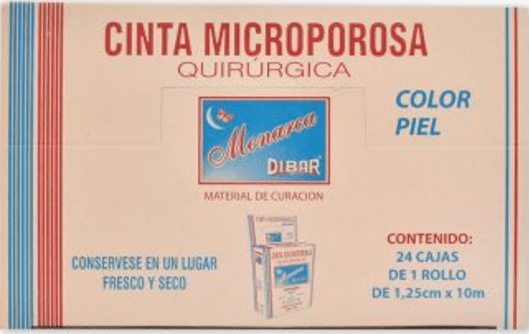 CINTA MICROPOROSA
QUIRÚRGICA
COLOR
PIEL
Monarca
DIBAR
MATERIAL DE CURACION
CONSERVESE EN UN LUGAR
FRESCO Y SECO
CONTENIDO:
24 CAJAS
DE 1 ROLLO
DE 1,25cm x 10m